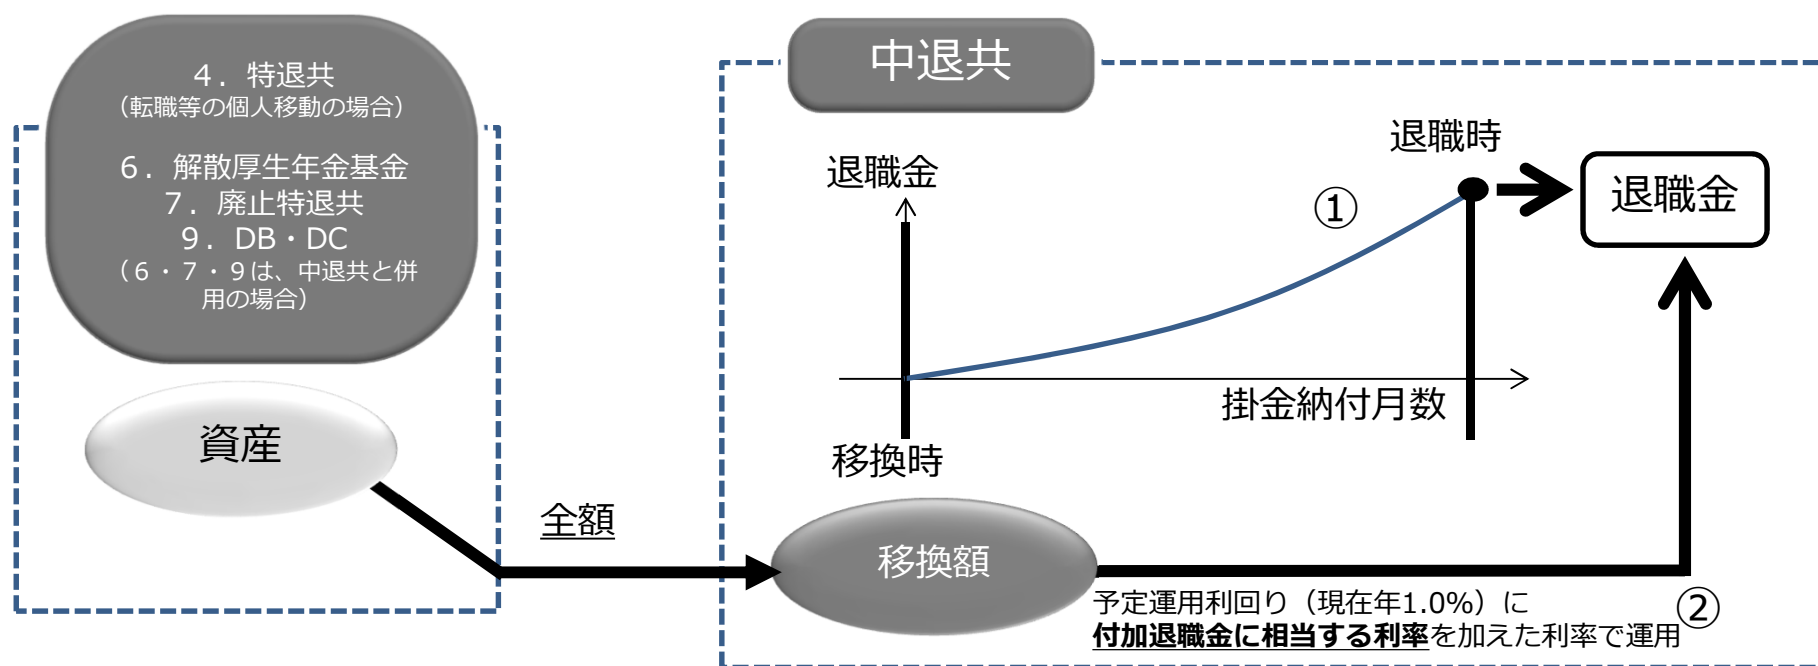 ４．特退共
（転職等の個人移動の場合）
６．解散厚生年金基金
７．廃止特退共
９．DB・DC
（６・７・９は、中退共と併
用の場合）
資産
全額
中退共
退職時
退職金
①
退職金
掛金納付月数
移換時
移換額
予定運用利回り（現在年1.0%）に
付加退職金に相当する利率を加えた利率で運用
②